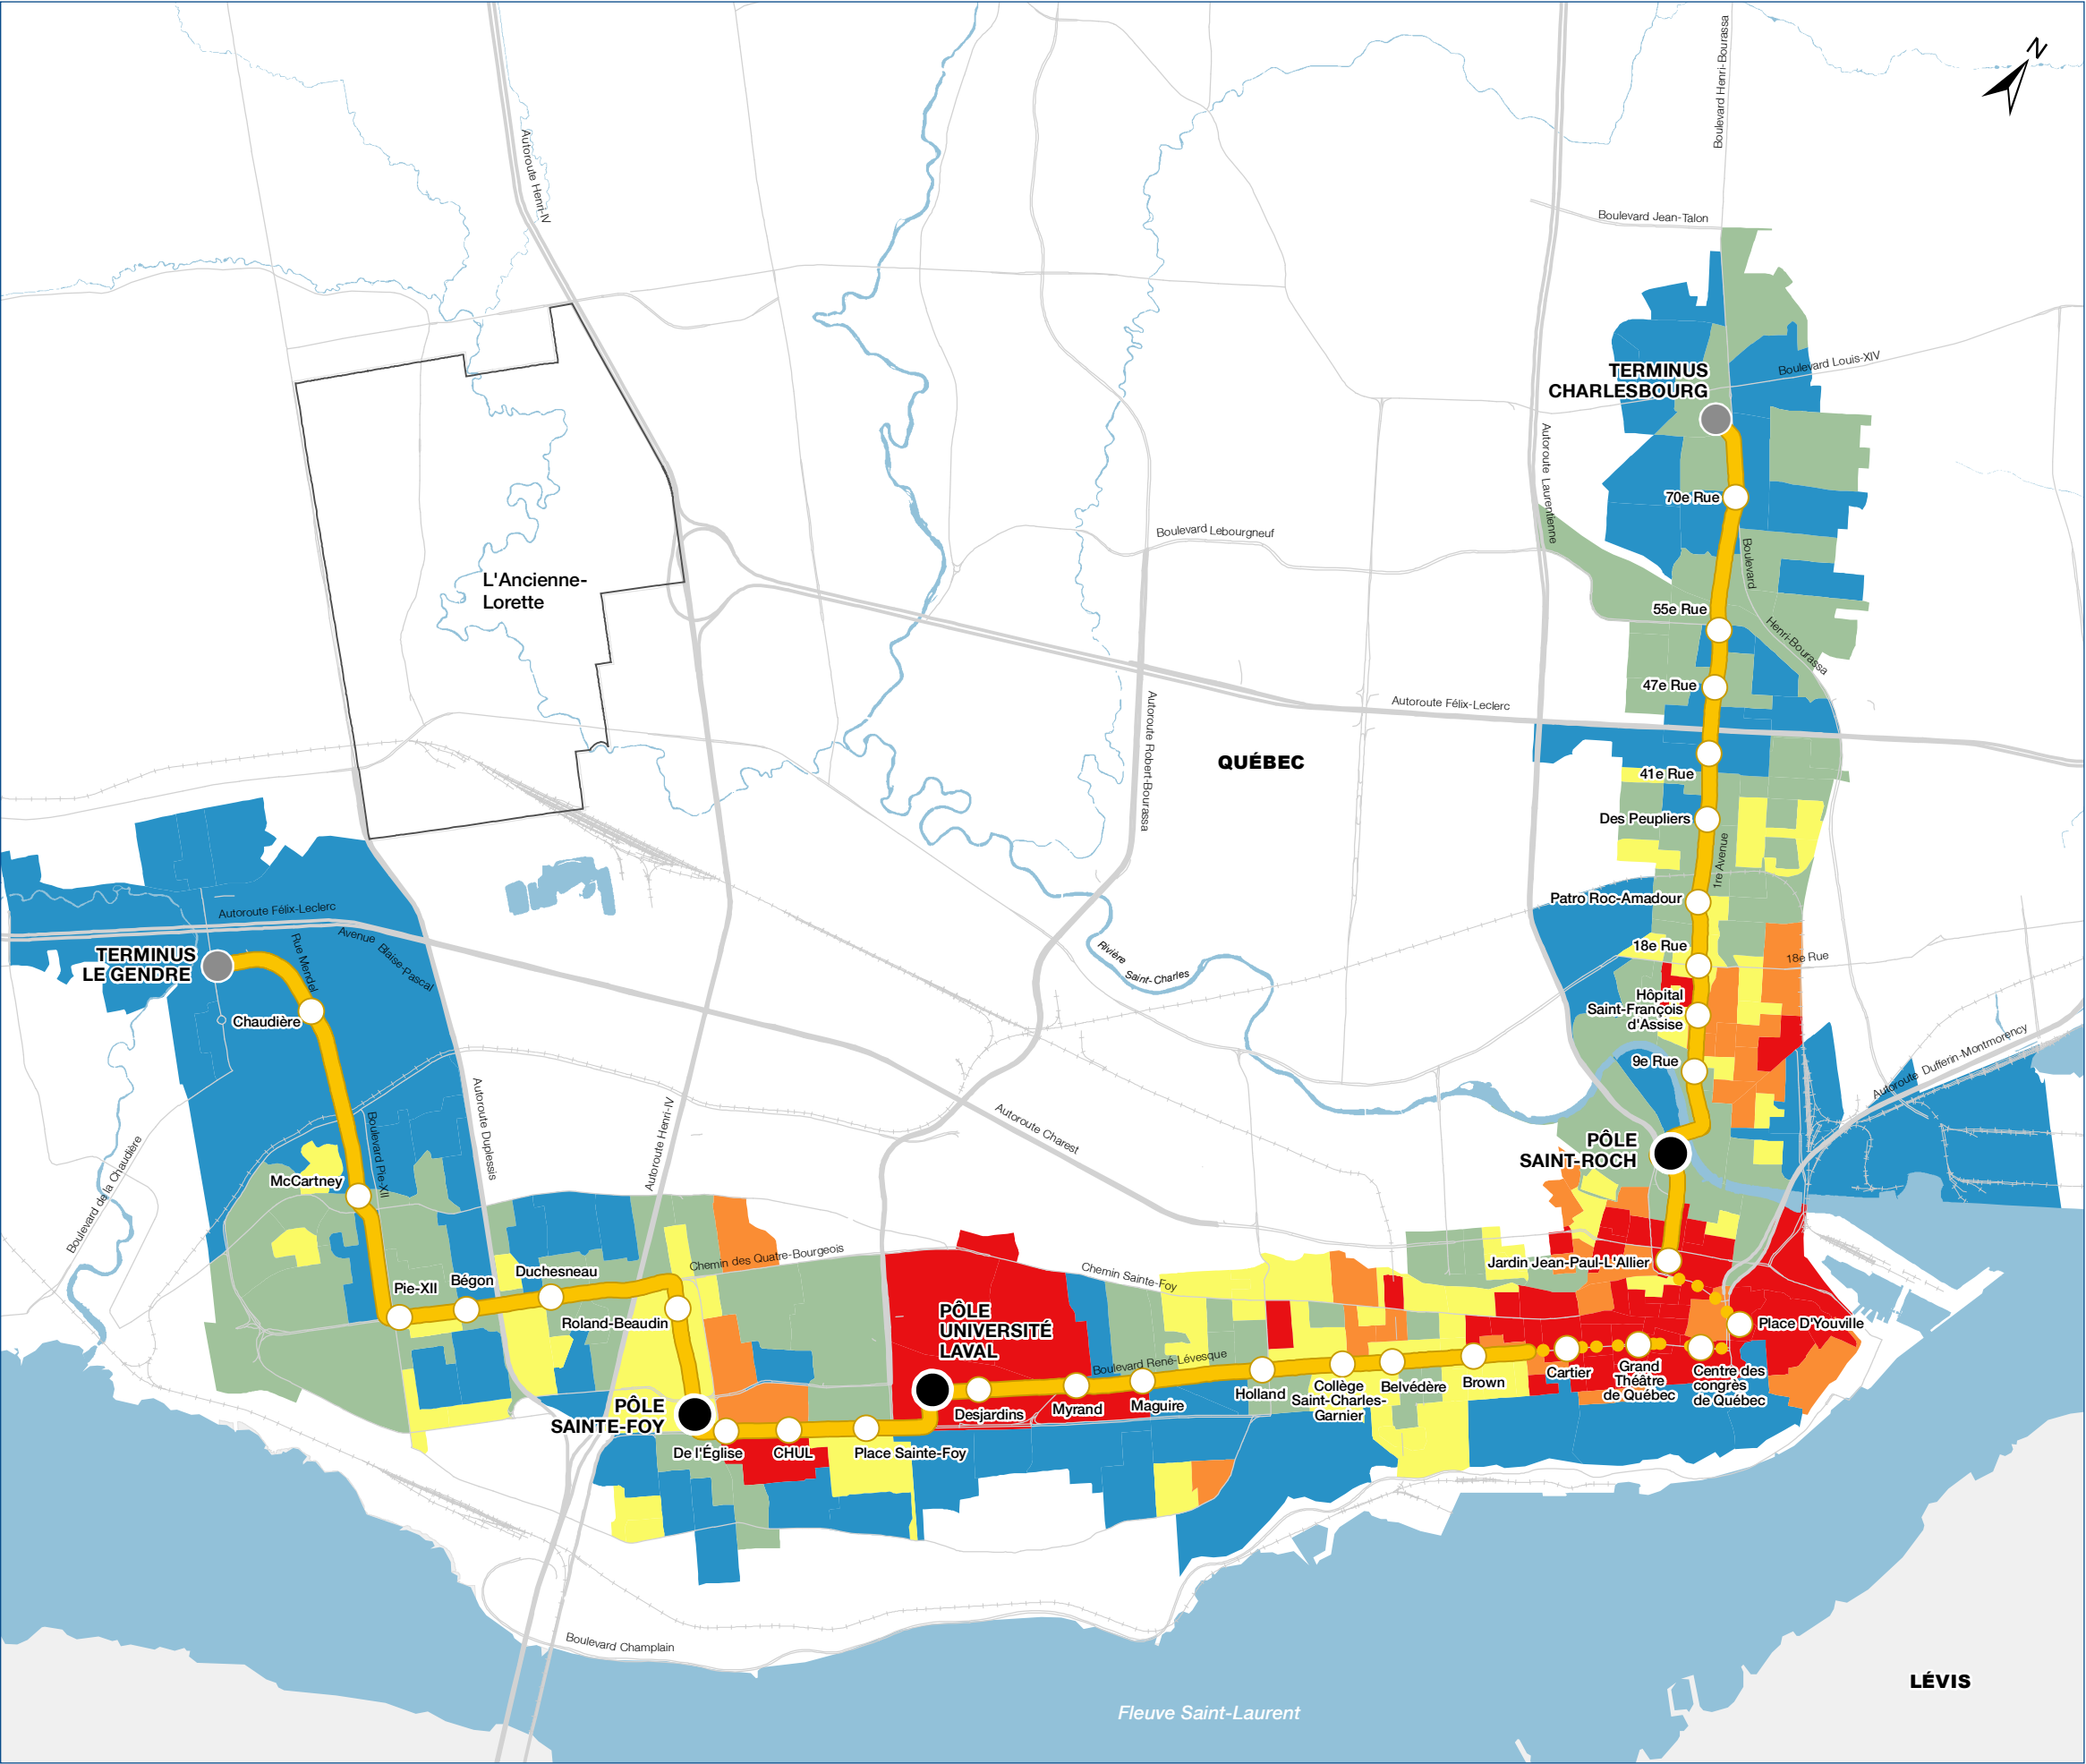 N
Boulevard Henri-Bourassa
Autoroute Henri-IV
Boulevard Jean-Talon
Boulevard Louis-XIV
TERMINUS
CHARLESBOURG
Autoroute Laurentienne
70e Rue
Boulevard Lebourgneuf
Boulevard
Henri-Bourassa
L'Ancienne-
Lorette
55e Rue
47e Rue
Autoroute Félix-Leclerc
Autoroute Robert-Bourassa
QUÉBEC
41e Rue
Des Peupliers
1re Avenue
Patro Roc-Amadour
Autoroute Félix-Leclerc
Avenue Blaise-Pascal
Rue Mendel
TERMINUS
LE GENDRE
Rivière
Saint-Charles
18e Rue
18e Rue
Chaudière
Hôpital
Saint-François
d'Assise
9e Rue
Autoroute Dufferin-Montmorency
Autoroute Duplessis
Autoroute Henri-IV
Autoroute Charest
Boulevard Pie-XII
Boulevard de la Chaudière
PÔLE
SAINT-ROCH
McCartney
Chemin des Quatre-Bourgeois
Chemin Sainte-Foy
Jardin Jean-Paul-L'Allier
Pie-XII
Bégon
Duchesneau
Roland-Beaudin
PÔLE
UNIVERSITÉ
LAVAL
Place D'Youville
Boulevard René-Lévesque
PÔLE
SAINTE-FOY
De l'Église
CHUL
Place Sainte-Foy
Desjardins
Myrand
Maguire
Holland
Collège
Saint-Charles-
Garnier
Belvédère
Brown
Cartier
Grand
Théâtre
de Québec
Centre des
congrès
de Québec
Boulevard Champlain
Fleuve Saint-Laurent
LÉVIS